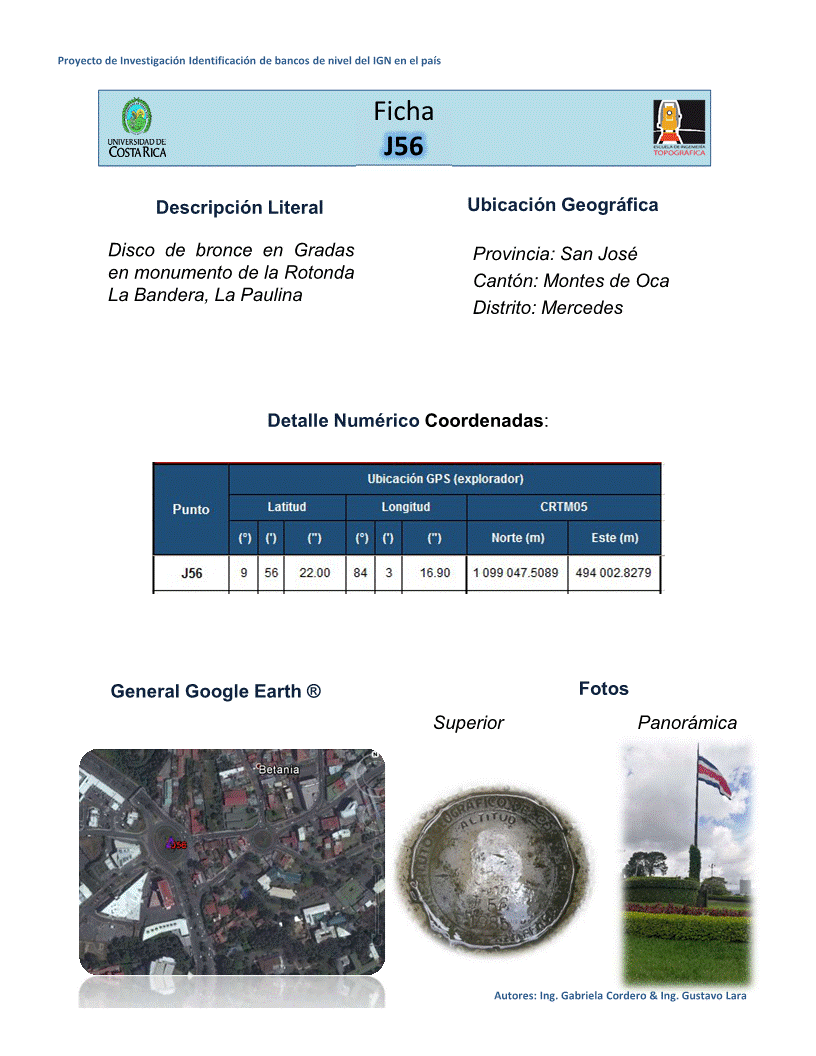 Proyecto de Investigación Identificación de bancos de nivel del IGN en el país
UNIVERSIDAD DE
COSTA RICA
Ficha
J56
ESCUELA DE INGENIERÍA
TOPOGRÁFICA
Descripción Literal
Disco de bronce en Gradas
en monumento de la Rotonda
La Bandera, La Paulina
Ubicación Geográfica
Provincia: San José
Cantón: Montes de Oca
Distrito: Mercedes
Detalle Numérico Coordenadas:
Punto
Ubicación GPS (explorador)
Latitud Longitud CRTM05
(°) (') (") (°) (') (") Norte (m) Este (m)
J56 9 56 22.00 84 3 16.90 1 099 047.5089 494 002.8279
General Google Earth ®
Fotos
Superior Panorámica
Betania
J56
ALTITUD
Autores: Ing. Gabriela Cordero & Ing. Gustavo Lara